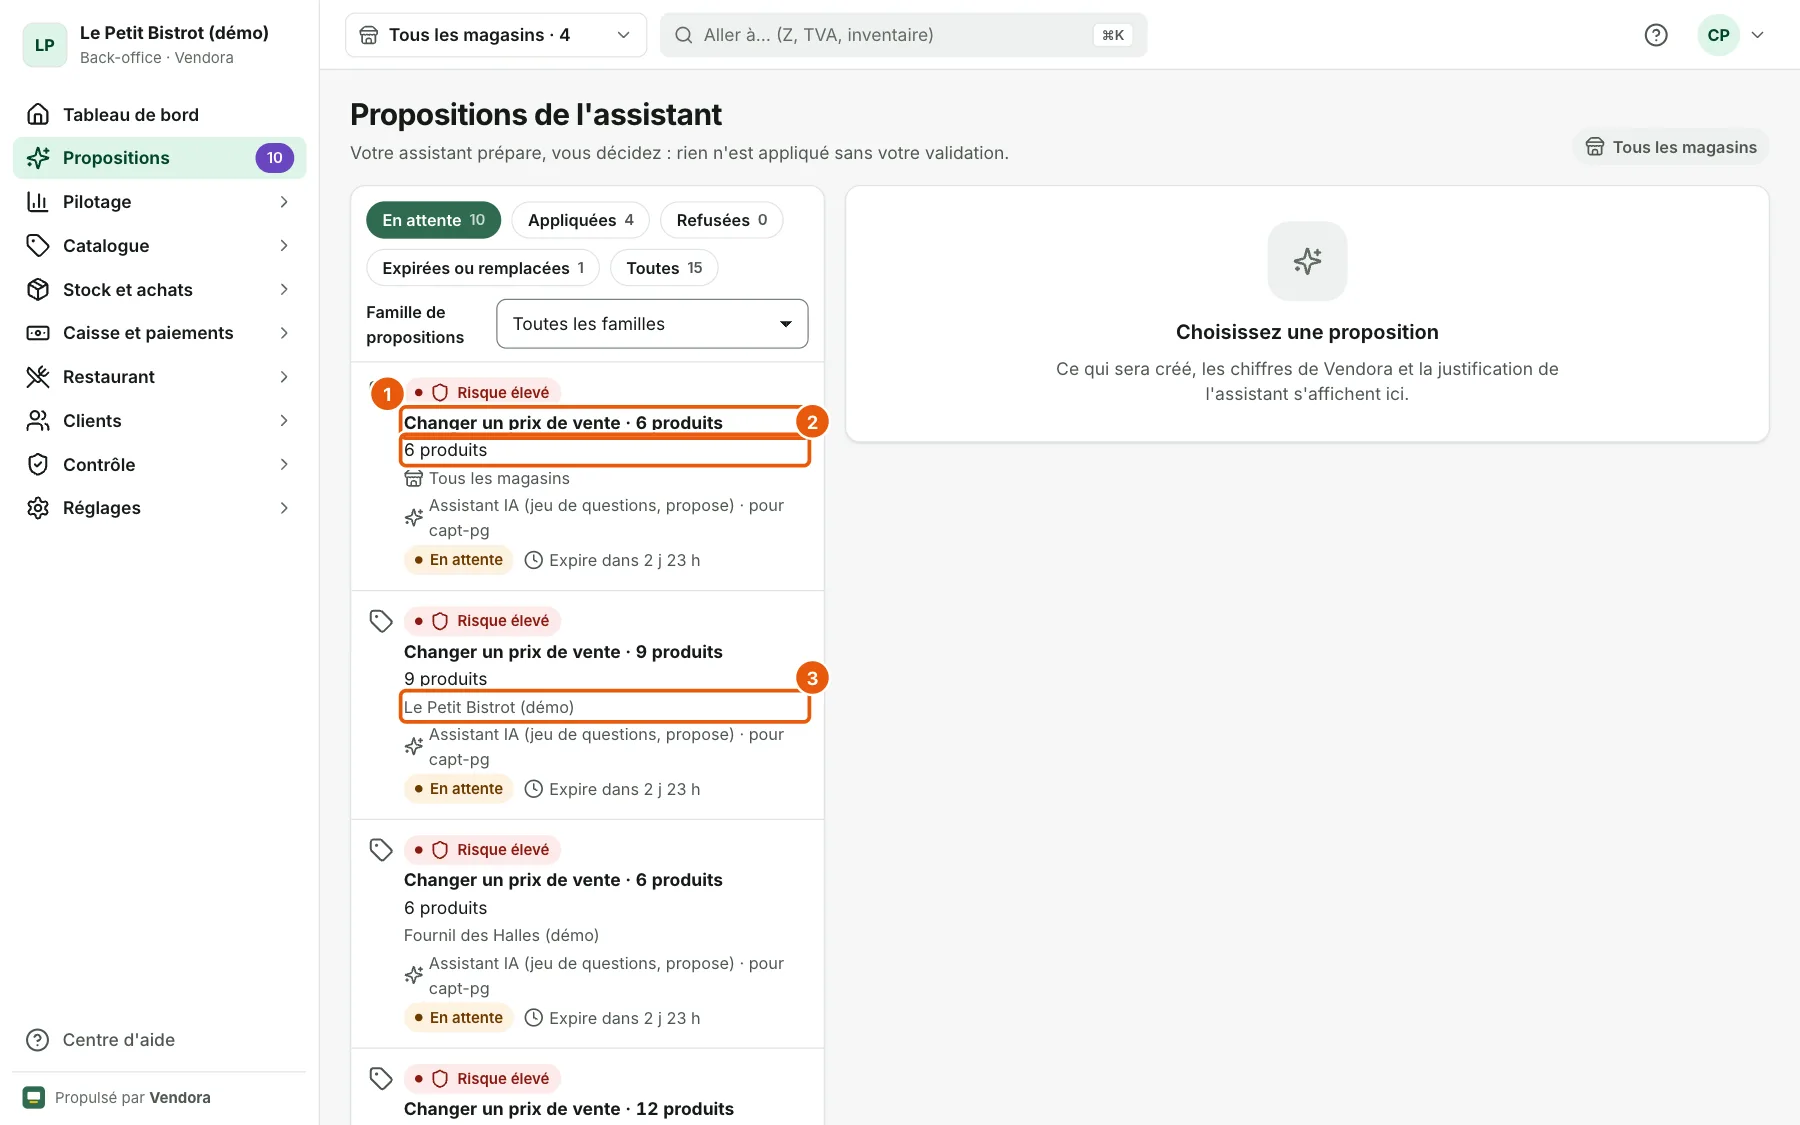 LP
Le Petit Bistrot (démo)
Back-office · Vendora
Tableau de bord
Propositions 10
Pilotage
Catalogue
Stock et achats
Caisse et paiements
Restaurant
Clients
Contrôle
Réglages
Centre d'aide
Propulsé par Vendora
Tous les magasins · 4
Aller à... (Z, TVA, inventaire)
⌘K
CP
Propositions de l'assistant
Votre assistant prépare, vous décidez : rien n'est appliqué sans votre validation.
Tous les magasins
En attente 10
Appliquées 4
Refusées 0
Expirées ou remplacées 1
Toutes 15
Famille de
propositions
Toutes les familles
1
Risque élevé
Changer un prix de vente · 6 produits
2
6 produits
Tous les magasins
Assistant IA (jeu de questions, propose) · pour
capt-pg
En attente
Expire dans 2 j 23 h
Risque élevé
Changer un prix de vente · 9 produits
9 produits
3
Le Petit Bistrot (démo)
Assistant IA (jeu de questions, propose) · pour
capt-pg
En attente
Expire dans 2 j 23 h
Risque élevé
Changer un prix de vente · 6 produits
6 produits
Fournil des Halles (démo)
Assistant IA (jeu de questions, propose) · pour
capt-pg
En attente
Expire dans 2 j 23 h
Risque élevé
Changer un prix de vente · 12 produits
Choisissez une proposition
Ce qui sera créé, les chiffres de Vendora et la justification de
l'assistant s'affichent ici.